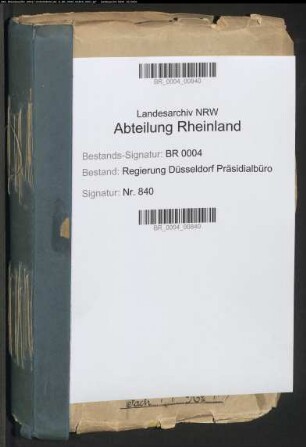 BR_0004_00840
Landesarchiv NRW
Abteilung Rheinland
Bestands-Signatur: BR 0004
Bestand: Regierung Düsseldorf Präsidialbüro
Signatur: Nr. 840
BR_0004_00840